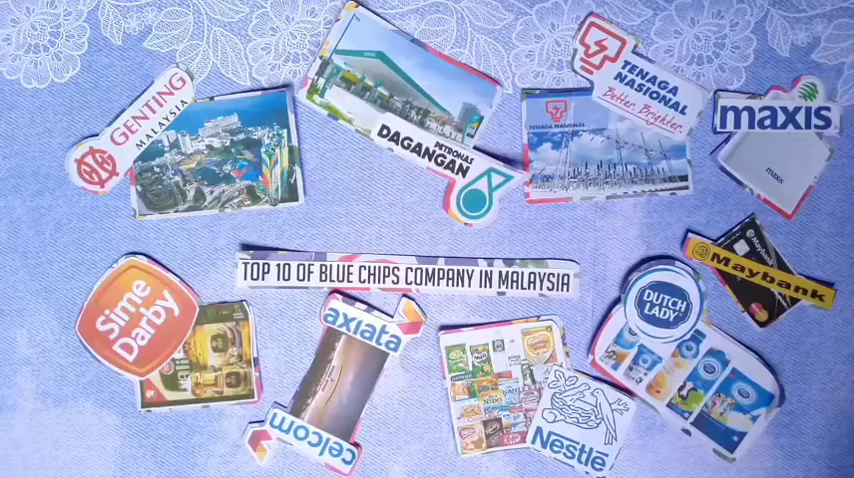 GENTING
MALAYSIA
PETRONAS
DAGANGAN
TENAGA
NASIONAL
Better. Brighter.
TENAGA NASIONAL
maxis
maxis
TOP 10 OF BLUE CHIPS COMPANY IN MALAYSIA
Maybank
Maybank
DUTCH
LADY
Sime
Darby
axiata
celcom
NIDO
KitKat
Nestlé